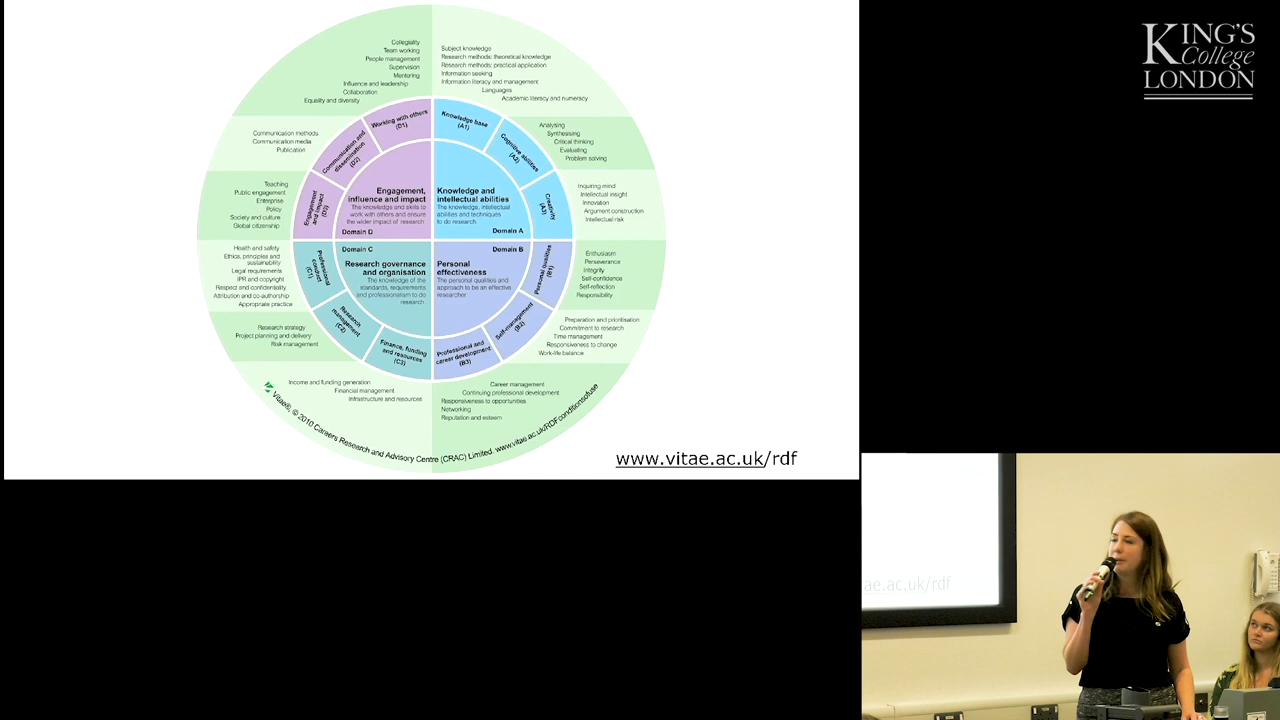 Collegiality
Team working
People management
Supervision
Mentoring
Influence and leadership
Collaboration
Equality and diversity
Subject knowledge
Research methods: theoretical knowledge
Research methods: practical application
Information seeking
Information literacy and management
Languages
Academic literacy and numeracy
Working with others
(D1)
Knowledge base
(A1)
Communication methods
Communication media
Publication
Communication and
dissemination
(D2)
Cognitive abilities
(A2)
Analysing
Synthesising
Critical thinking
Evaluating
Problem solving
Teaching
Public engagement
Enterprise
Policy
Society and culture
Global citizenship
Engagement
and impact
(D3)
Engagement,
influence and impact
The knowledge and skills to
work with others and ensure
the wider impact of research
Domain D
Knowledge and
intellectual abilities
The knowledge, intellectual
abilities and techniques
to do research
Domain A
Creativity
(A3)
Inquiring mind
Intellectual insight
Innovation
Argument construction
Intellectual risk
Health and safety
Ethics, principles and
sustainability
Legal requirements
IPR and copyright
Respect and confidentiality
Attribution and co-authorship
Appropriate practice
Professional
conduct
(C1)
Domain C
Research governance
and organisation
The knowledge of the
standards, requirements
and professionalism to do
research
Domain B
Personal
effectiveness
The personal qualities and
approach to be an effective
researcher
Personal qualities
(B1)
Enthusiasm
Perseverance
Integrity
Self-confidence
Self-reflection
Responsibility
Research strategy
Project planning and delivery
Risk management
Research
management
(C2)
Self-management
(B2)
Preparation and prioritisation
Commitment to research
Time management
Responsiveness to change
Work-life balance
Finance, funding
and resources
(C3)
Professional and
career development
(B3)
Income and funding generation
Financial management
Infrastructure and resources
Career management
Continuing professional development
Responsiveness to opportunities
Networking
Reputation and esteem
Vitae®, © 2010 Careers Research and Advisory Centre (CRAC) Limited. www.vitae.ac.uk/RDFconditionsofuse
www.vitae.ac.uk/rdf
KING'S
College
LONDON
ae.ac.uk/rdf